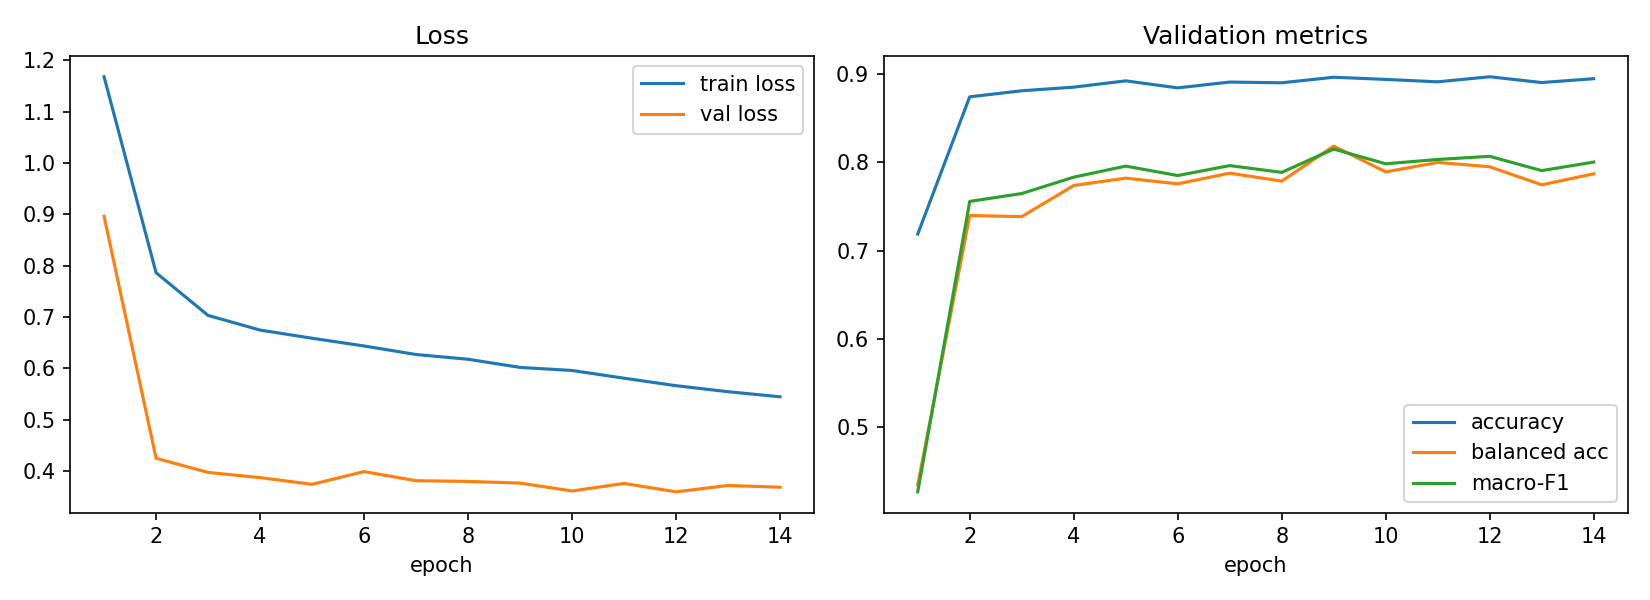 Loss
1.2
1.1
1.0
0.9
0.8
0.7
0.6
0.5
0.4
train loss
val loss
2 4 6 8 10 12 14
epoch
Validation metrics
0.9
0.8
0.7
0.6
0.5
accuracy
balanced acc
macro-F1
2 4 6 8 10 12 14
epoch